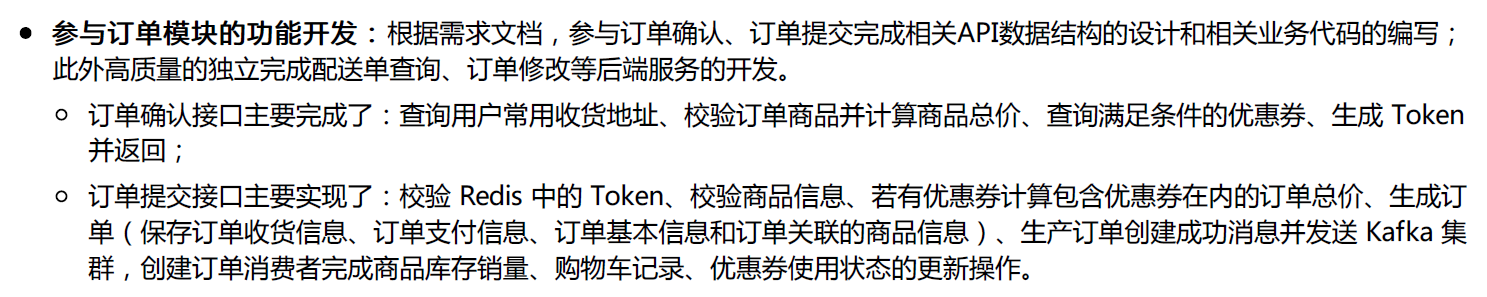 • 参与订单模块的功能开发：根据需求文档，参与订单确认、订单提交完成相关API数据结构的设计和相关业务代码的编写；
此外高质量的独立完成配送单查询、订单修改等后端服务的开发。
○ 订单确认接口主要完成了：查询用户常用收货地址、校验订单商品并计算商品总价、查询满足条件的优惠券、生成 Token
并返回；
○ 订单提交接口主要实现了：校验 Redis 中的 Token、校验商品信息、若有优惠券计算包含优惠券在内的订单总价、生成订
单（保存订单收货信息、订单支付信息、订单基本信息和订单关联的商品信息）、生产订单创建成功消息并发送 Kafka 集
群，创建订单消费者完成商品库存销量、购物车记录、优惠券使用状态的更新操作。